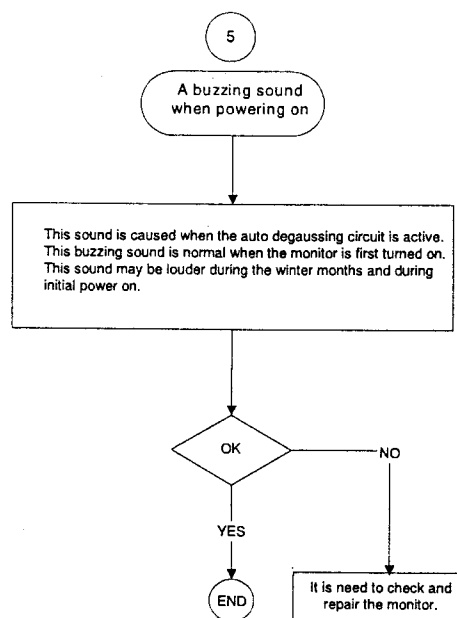 5
A buzzing sound
when powering on
This sound is caused when the auto degaussing circuit is active.
This buzzing sound is normal when the monitor is first turned on.
This sound may be louder during the winter months and during
initial power on.
OK
NO
YES
END
It is need to check and
repair the monitor.